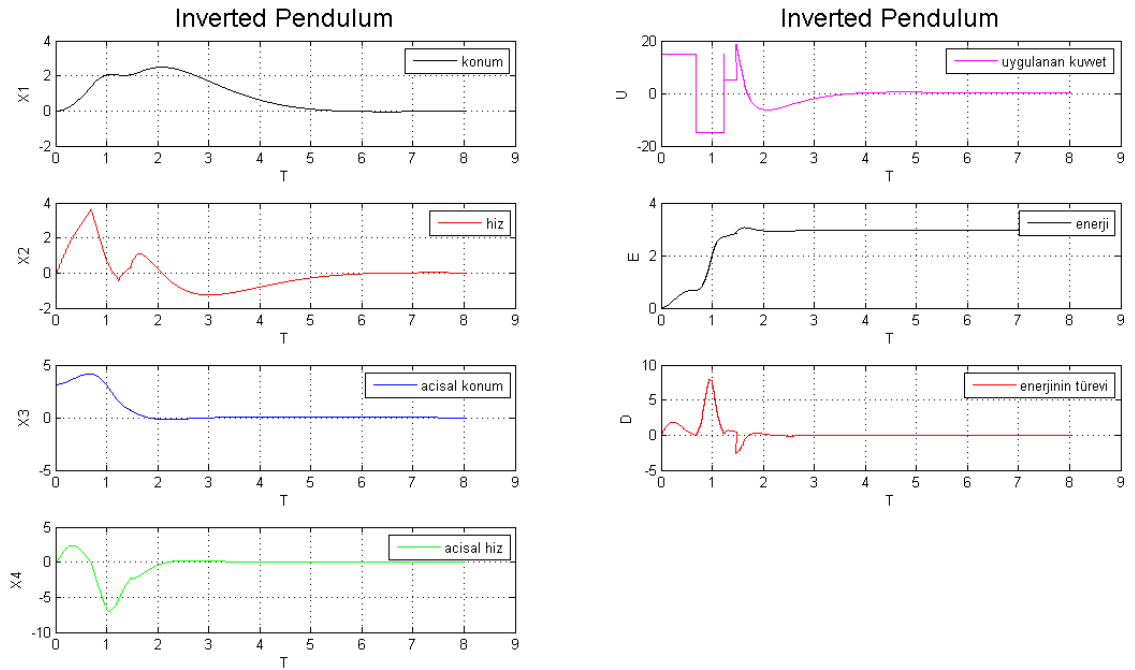 Inverted Pendulum
4
2
0
-2
X1
konum
0 1 2 3 4 5 6 7 8 9
T
4
2
0
-2
X2
hiz
0 1 2 3 4 5 6 7 8 9
T
5
0
-5
X3
acisal konum
0 1 2 3 4 5 6 7 8 9
T
5
0
-5
-10
X4
acisal hiz
0 1 2 3 4 5 6 7 8 9
T
Inverted Pendulum
20
0
-20
U
uygulanan kuvvet
0 1 2 3 4 5 6 7 8 9
T
4
2
0
E
enerji
0 1 2 3 4 5 6 7 8 9
T
10
5
0
-5
D
enerjinin türevi
0 1 2 3 4 5 6 7 8 9
T